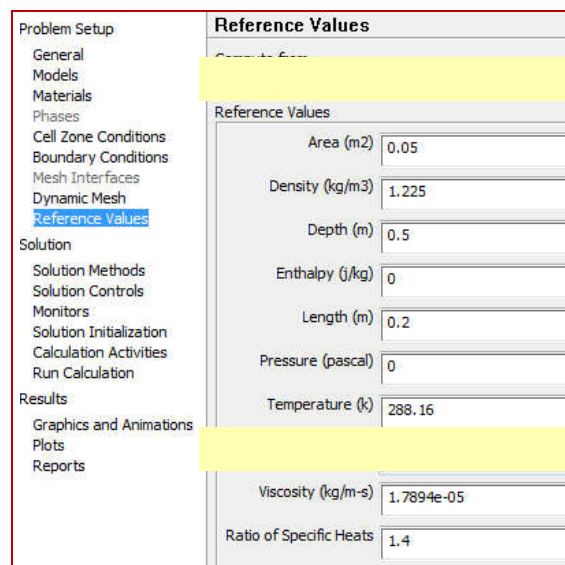 Problem Setup
General
Models
Materials
Phases
Cell Zone Conditions
Boundary Conditions
Mesh Interfaces
Dynamic Mesh
Reference Values
Solution
Solution Methods
Solution Controls
Monitors
Solution Initialization
Calculation Activities
Run Calculation
Results
Graphics and Animations
Plots
Reports
Reference Values
Reference Values
Area (m2) 0.05
Density (kg/m3) 1.225
Depth (m) 0.5
Enthalpy (j/kg) 0
Length (m) 0.2
Pressure (pascal) 0
Temperature (k) 288.16
Viscosity (kg/m-s) 1.7894e-05
Ratio of Specific Heats 1.4